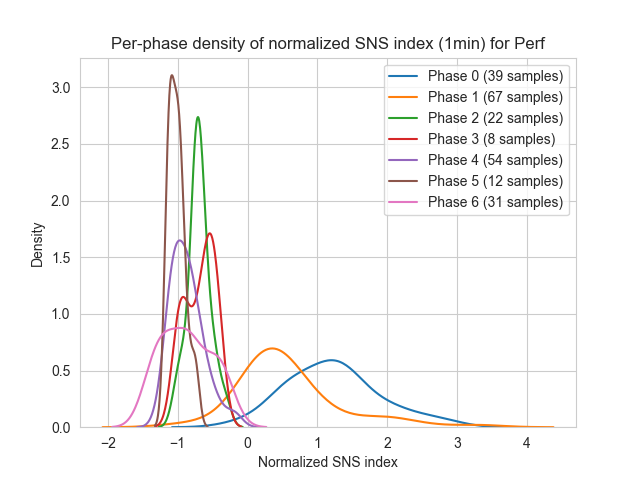 Per-phase density of normalized SNS index (1min) for Perf
Phase 0 (39 samples)
Phase 1 (67 samples)
Phase 2 (22 samples)
Phase 3 (8 samples)
Phase 4 (54 samples)
Phase 5 (12 samples)
Phase 6 (31 samples)
3.0
2.5
2.0
1.5
1.0
0.5
0.0
Density
−2 −1 0 1 2 3 4
Normalized SNS index